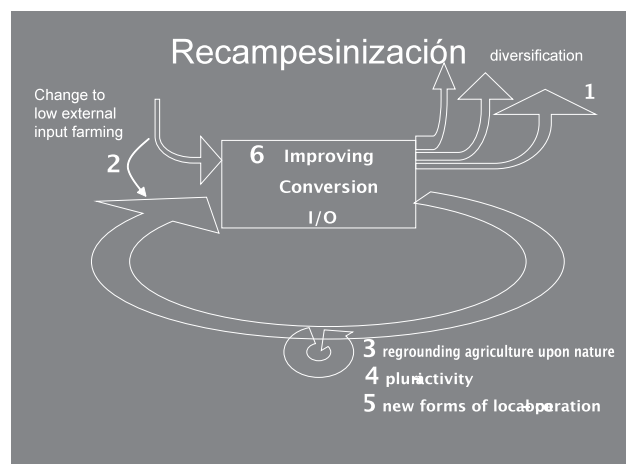 Recampesinización
diversification
1
Change to
low external
input farming
2
6 Improving
Conversion
I/O
3 regrounding agriculture upon nature
4 activity
5 new forms of